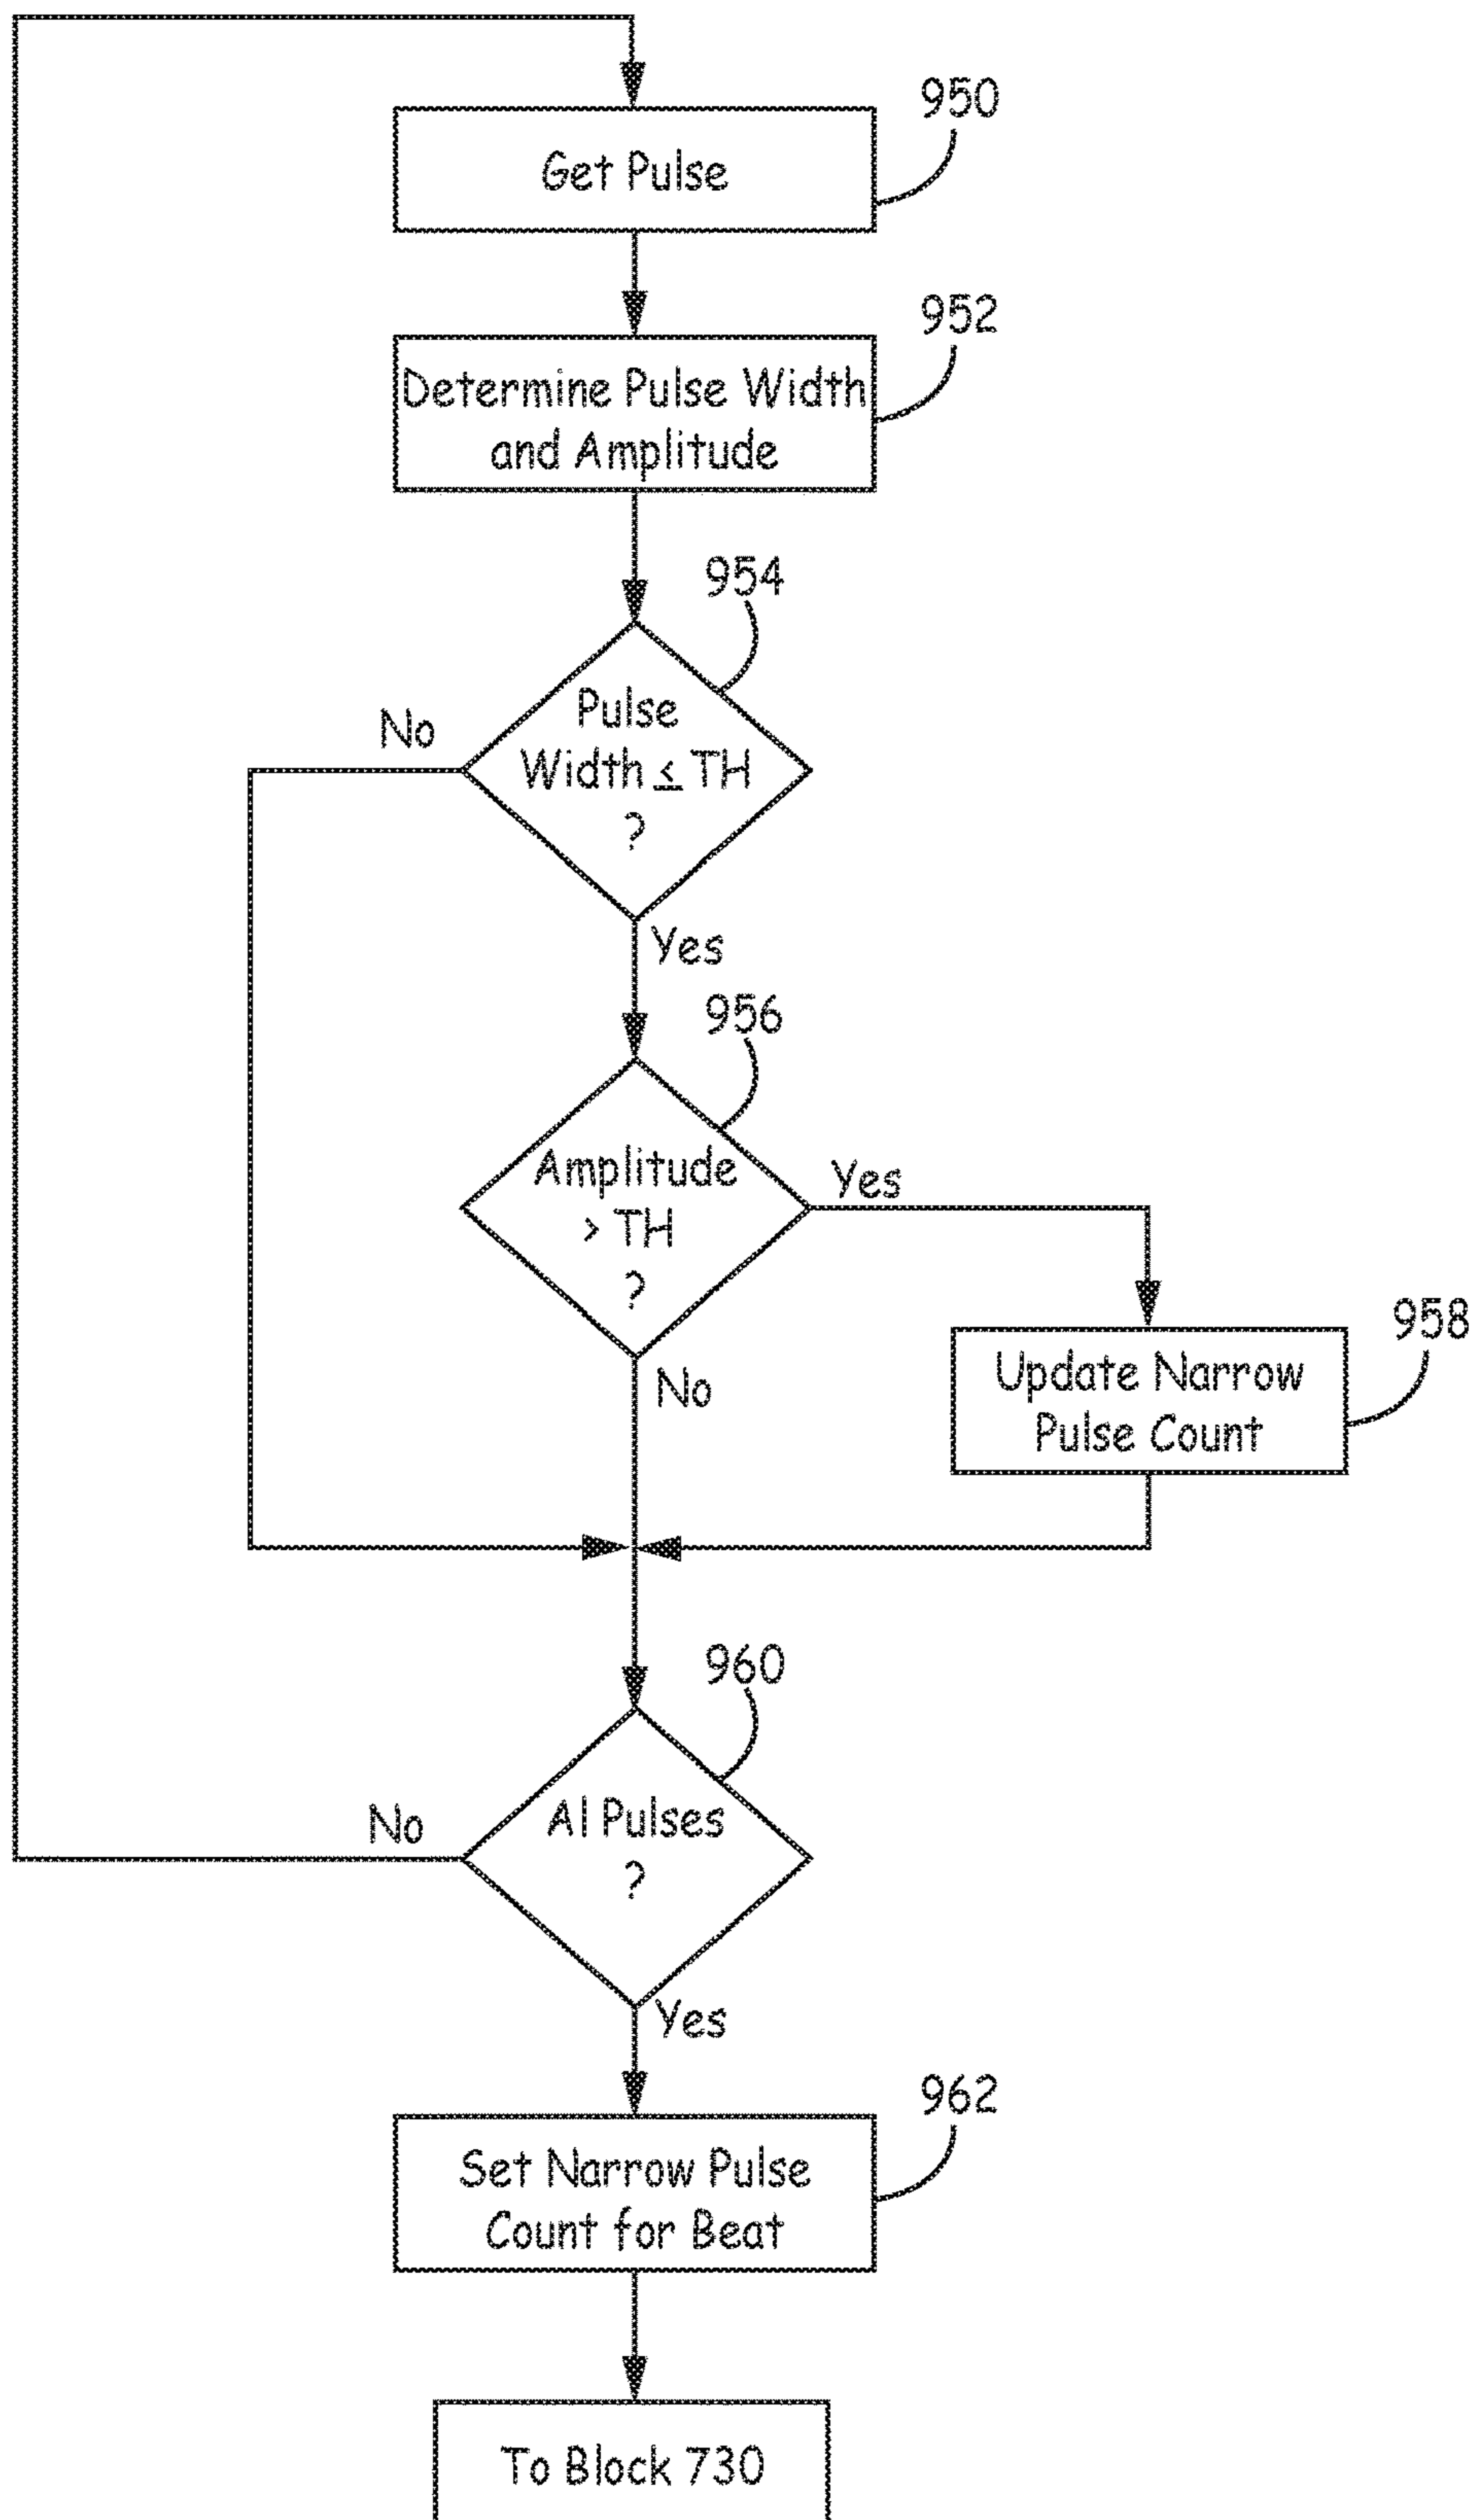 950
Get Pulse
952
Determine Pulse Width
and Amplitude
954
No
Pulse
Width ≤ TH
?
Yes
956
Amplitude
> TH
?
Yes
No
958
Update Narrow
Pulse Count
960
No
Al Pulses
?
Yes
962
Set Narrow Pulse
Count for Beat
To Block 730